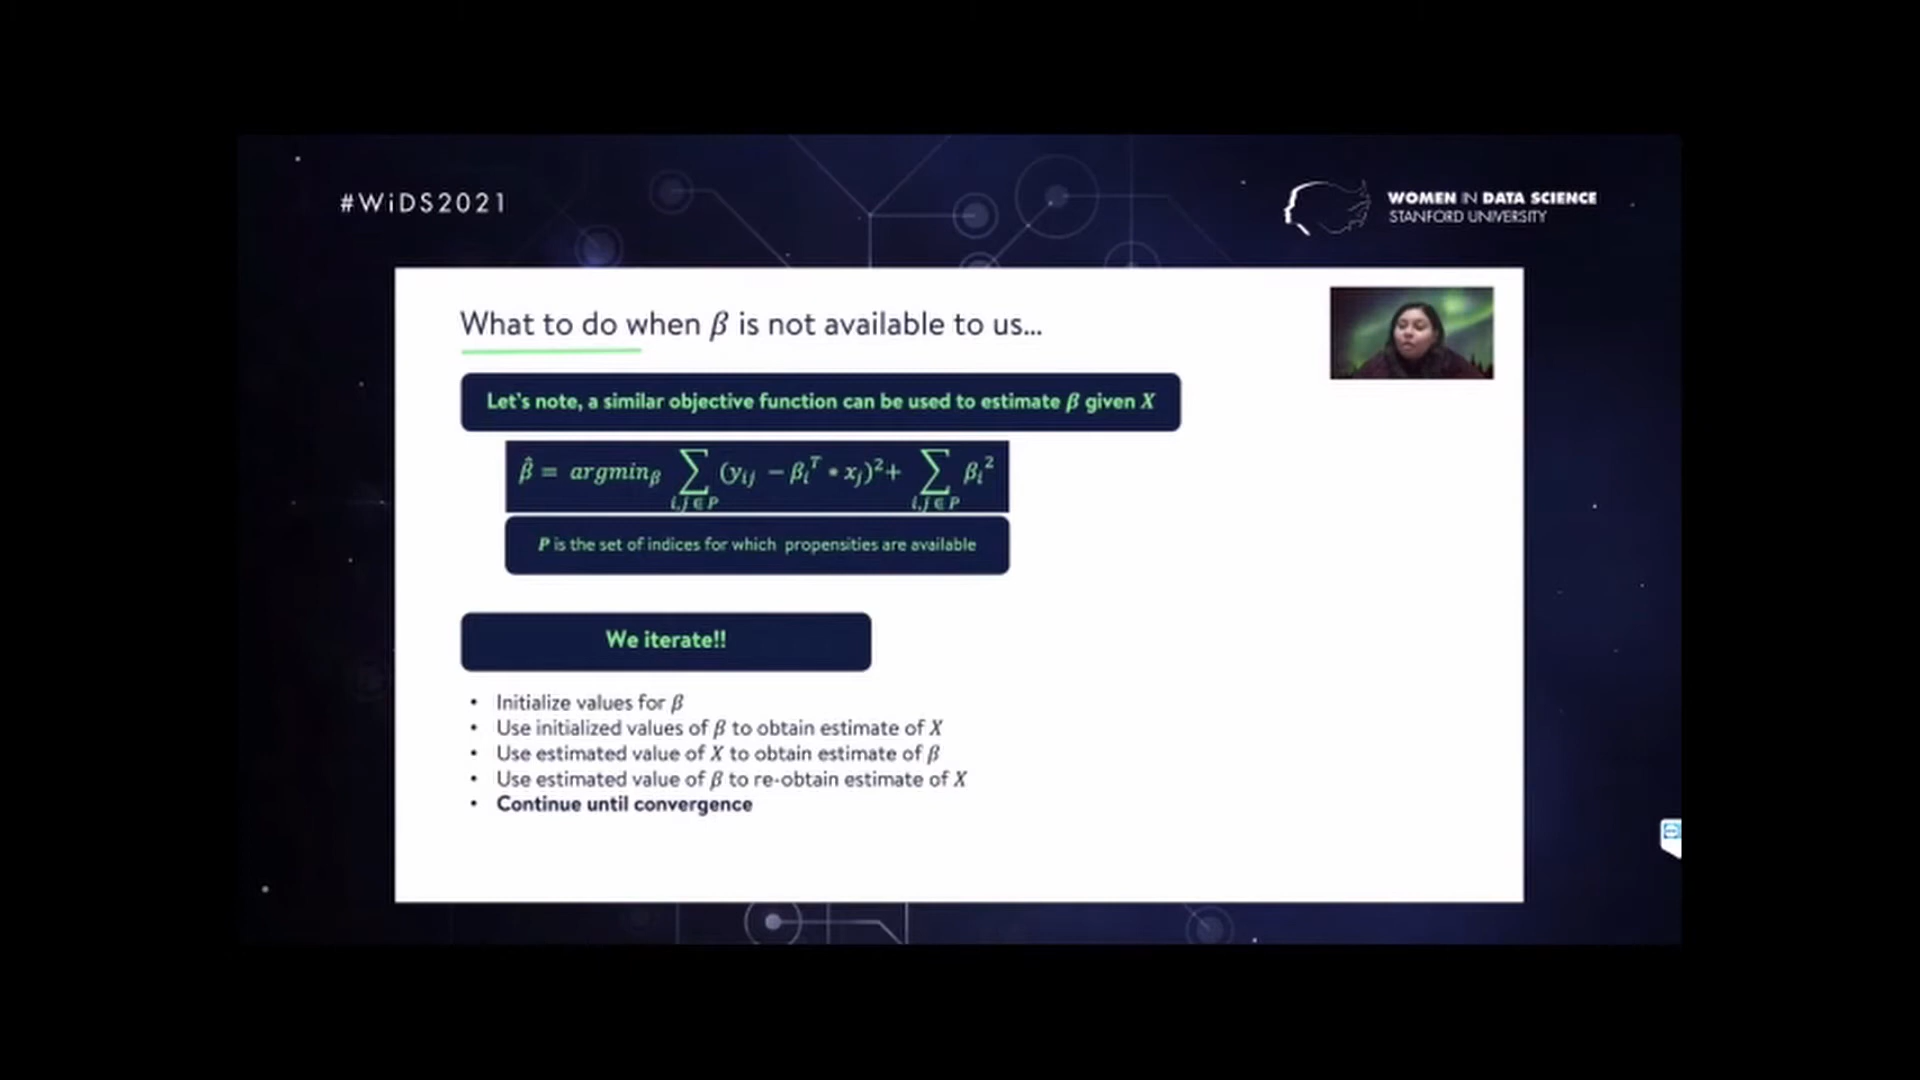 #WiDS2021
WOMEN IN DATA SCIENCE
STANFORD UNIVERSITY
What to do when β is not available to us...
Let's note, a similar objective function can be used to estimate β given X
β̂ = argmin_β ∑_{i,j∈P} (y_{ij} − β_i^T * x_j)² + ∑_{i,j∈P} β_i²
P is the set of indices for which propensities are available
We iterate!!
• Initialize values for β
• Use initialized values of β to obtain estimate of X
• Use estimated value of X to obtain estimate of β
• Use estimated value of β to re-obtain estimate of X
• Continue until convergence